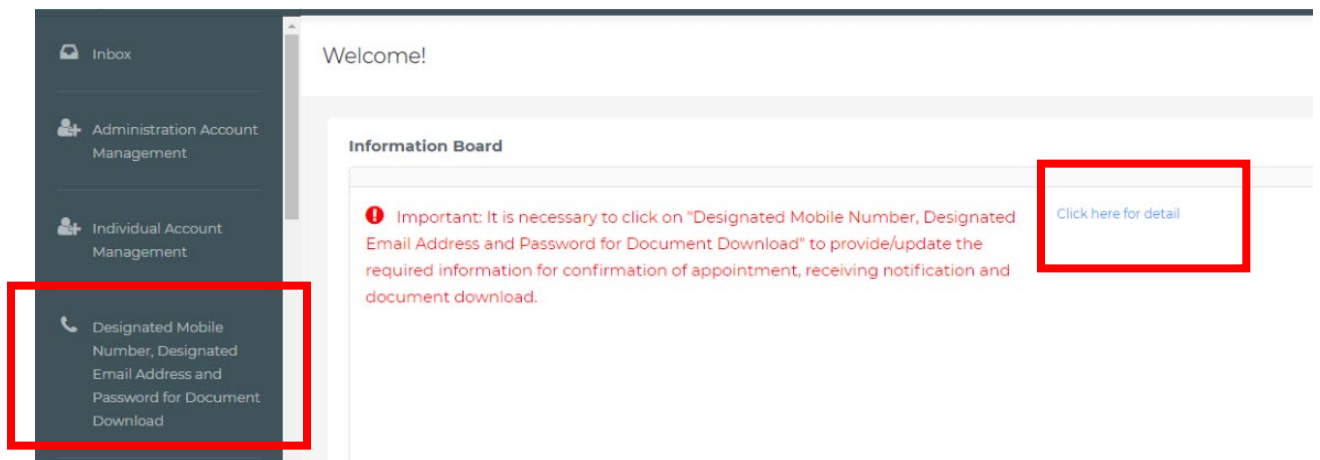 Inbox
Administration Account
Management
Individual Account
Management
Designated Mobile
Number, Designated
Email Address and
Password for Document
Download
Welcome!
Information Board
Important: It is necessary to click on "Designated Mobile Number, Designated
Email Address and Password for Document Download" to provide/update the
required information for confirmation of appointment, receiving notification and
document download.
Click here for detail